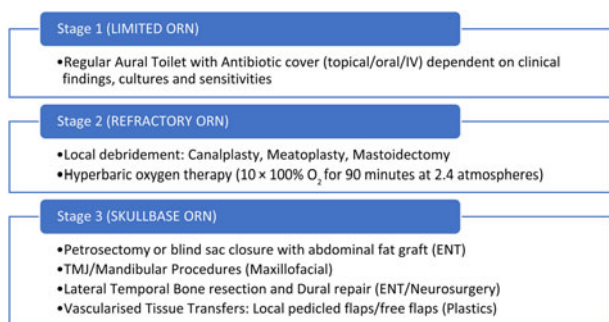 Stage 1 (LIMITED ORN)
•Regular Aural Toilet with Antibiotic cover (topical/oral/IV) dependent on clinical
findings, cultures and sensitivities
Stage 2 (REFRACTORY ORN)
•Local debridement: Canalplasty, Meatoplasty, Mastoidectomy
•Hyperbaric oxygen therapy (10 × 100% O₂ for 90 minutes at 2.4 atmospheres)
Stage 3 (SKULLBASE ORN)
•Petrosectomy or blind sac closure with abdominal fat graft (ENT)
•TMJ/Mandibular Procedures (Maxillofacial)
•Lateral Temporal Bone resection and Dural repair (ENT/Neurosurgery)
•Vascularised Tissue Transfers: Local pedicled flaps/free flaps (Plastics)